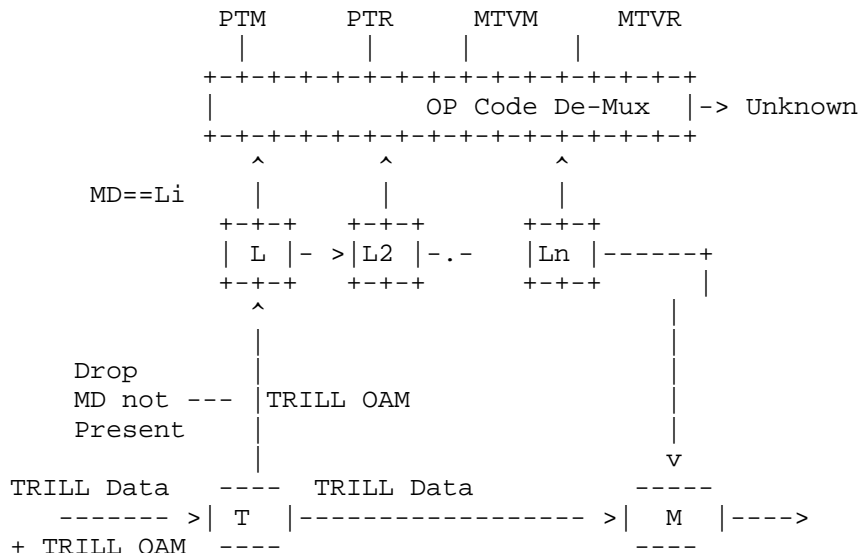 PTM PTR MTVM MTVR
| | | |
+-+-+-+-+-+-+-+-+-+-+-+-+-+-+-+-+
| OP Code De-Mux |-> Unknown
+-+-+-+-+-+-+-+-+-+-+-+-+-+-+-+-+
^ ^ ^
MD==Li | | |
+-+-+ +-+-+ +-+-+
| L |- >|L2 |-.- |Ln |------+
+-+-+ +-+-+ +-+-+ |
^ |
| |
Drop | |
MD not --- |TRILL OAM |
Present | |
| v
TRILL Data ---- TRILL Data -----
------- >| T |------------------ >| M |---->
+ TRILL OAM ---- ----